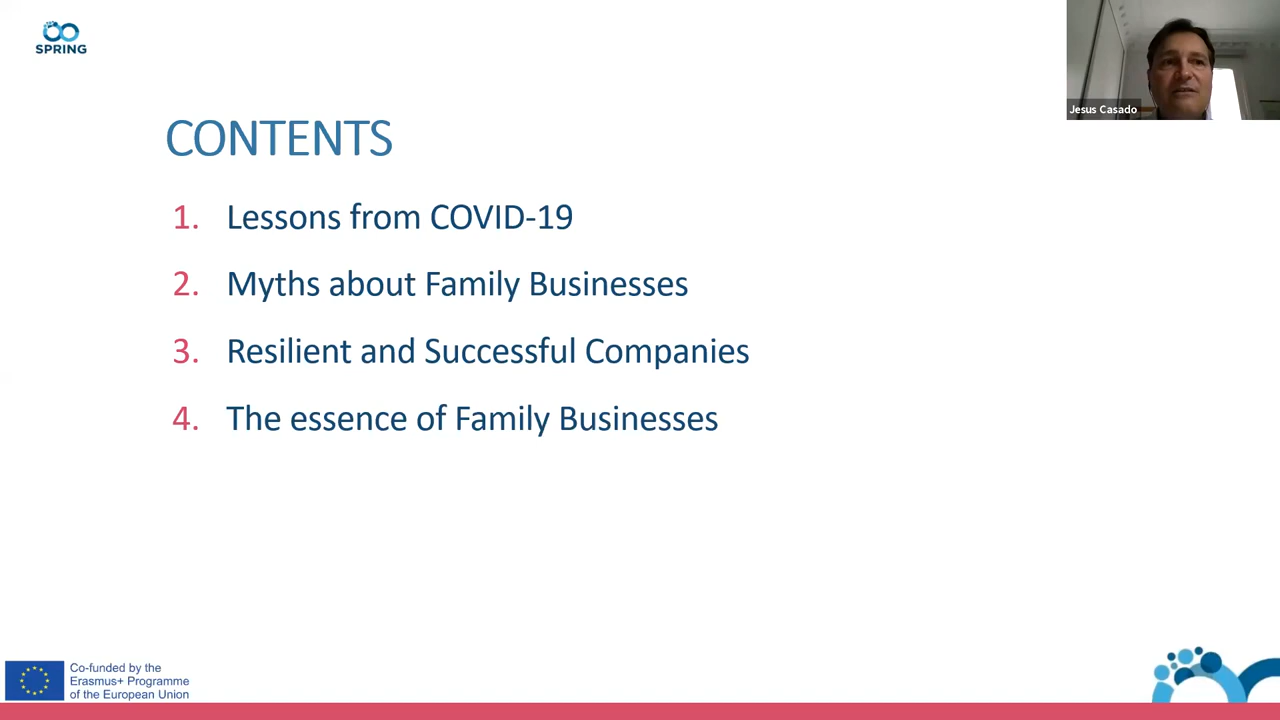 SPRING
Jesus Casado
CONTENTS
1. Lessons from COVID-19
2. Myths about Family Businesses
3. Resilient and Successful Companies
4. The essence of Family Businesses
Co-funded by the
Erasmus+ Programme
of the European Union